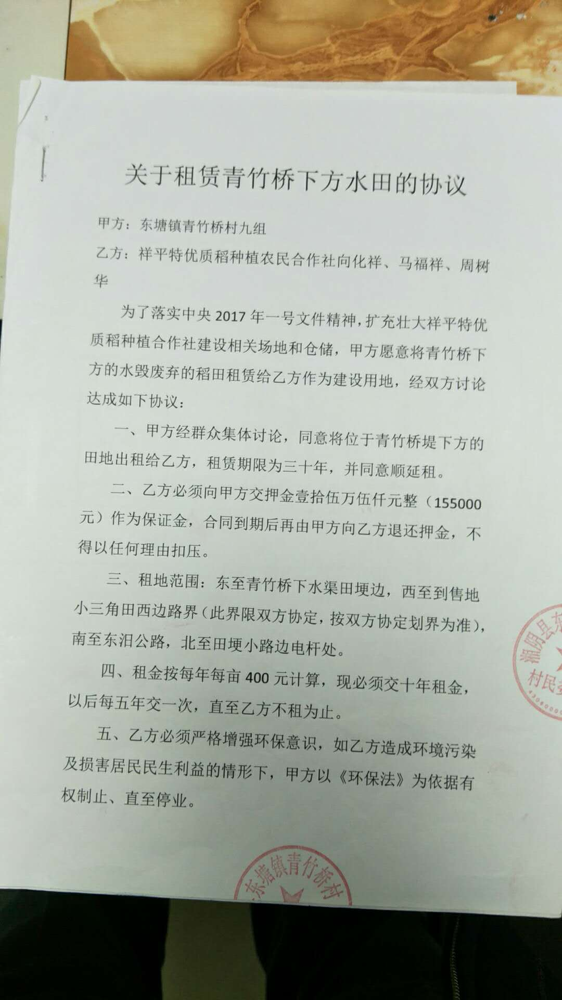 关于租赁青竹桥下方水田的协议
甲方：东塘镇青竹桥村九组
乙方：祥平特优质稻种植农民合作社向化祥、马福祥、周树
华
为了落实中央2017年一号文件精神，扩充壮大祥平特优
质稻种植合作社建设相关场地和仓储，甲方愿意将青竹桥下
方的水毁废弃的稻田租赁给乙方作为建设用地，经双方讨论
达成如下协议：
一、甲方经群众集体讨论，同意将位于青竹桥堤下方的
田地出租给乙方，租赁期限为三十年，并同意顺延租。
二、乙方必须向甲方交押金壹拾伍万伍仟元整（155000
元）作为保证金，合同到期后再由甲方向乙方退还押金，不
得以任何理由扣压。
三、租地范围：东至青竹桥下水渠田埂边，西至到售地
小三角田西边路界（此界限双方协定，按双方协定划界为准），
南至东汨公路，北至田埂小路边电杆处。
四、租金按每年每亩400元计算，现必须交十年租金，
以后每五年交一次，直至乙方不租为止。
五、乙方必须严格增强环保意识，如乙方造成环境污染
及损害居民民生利益的情形下，甲方以《环保法》为依据有
权制止、直至停业。
湘阴县东
村民委
东塘镇青竹桥村